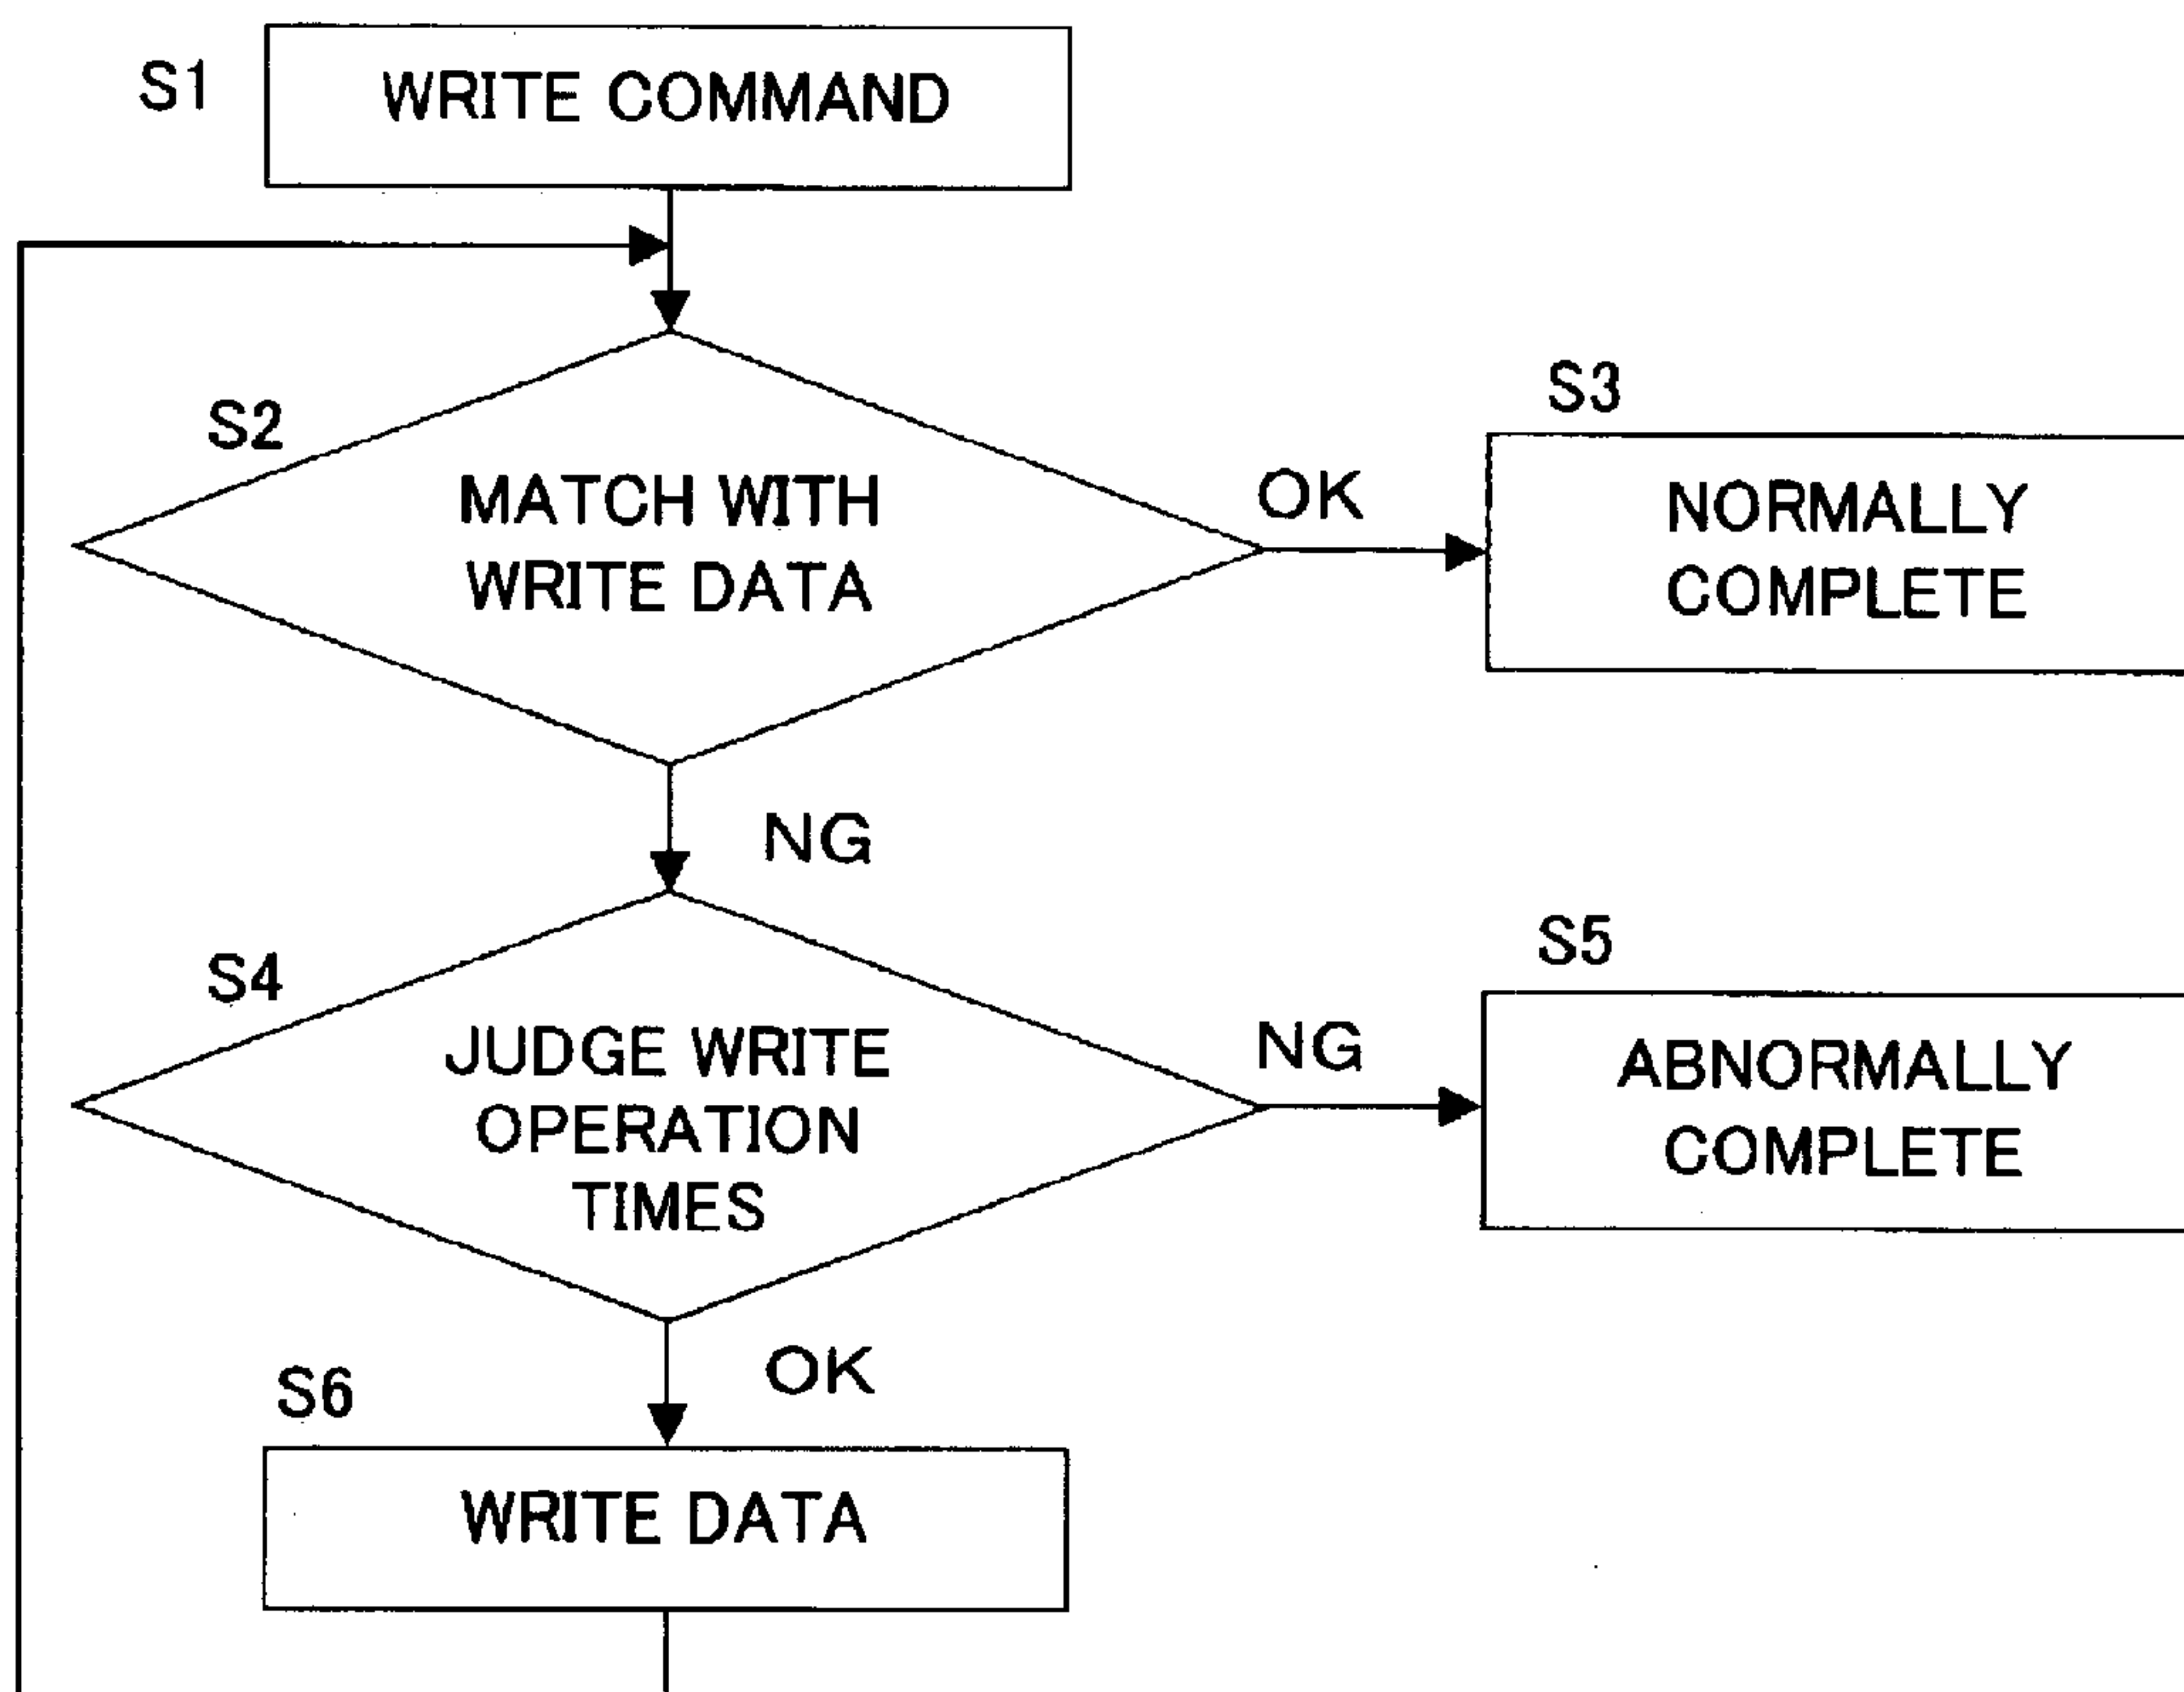 S1
WRITE COMMAND
S2
MATCH WITH
WRITE DATA
OK
S3
NORMALLY
COMPLETE
NG
S4
JUDGE WRITE
OPERATION
TIMES
NG
S5
ABNORMALLY
COMPLETE
OK
S6
WRITE DATA